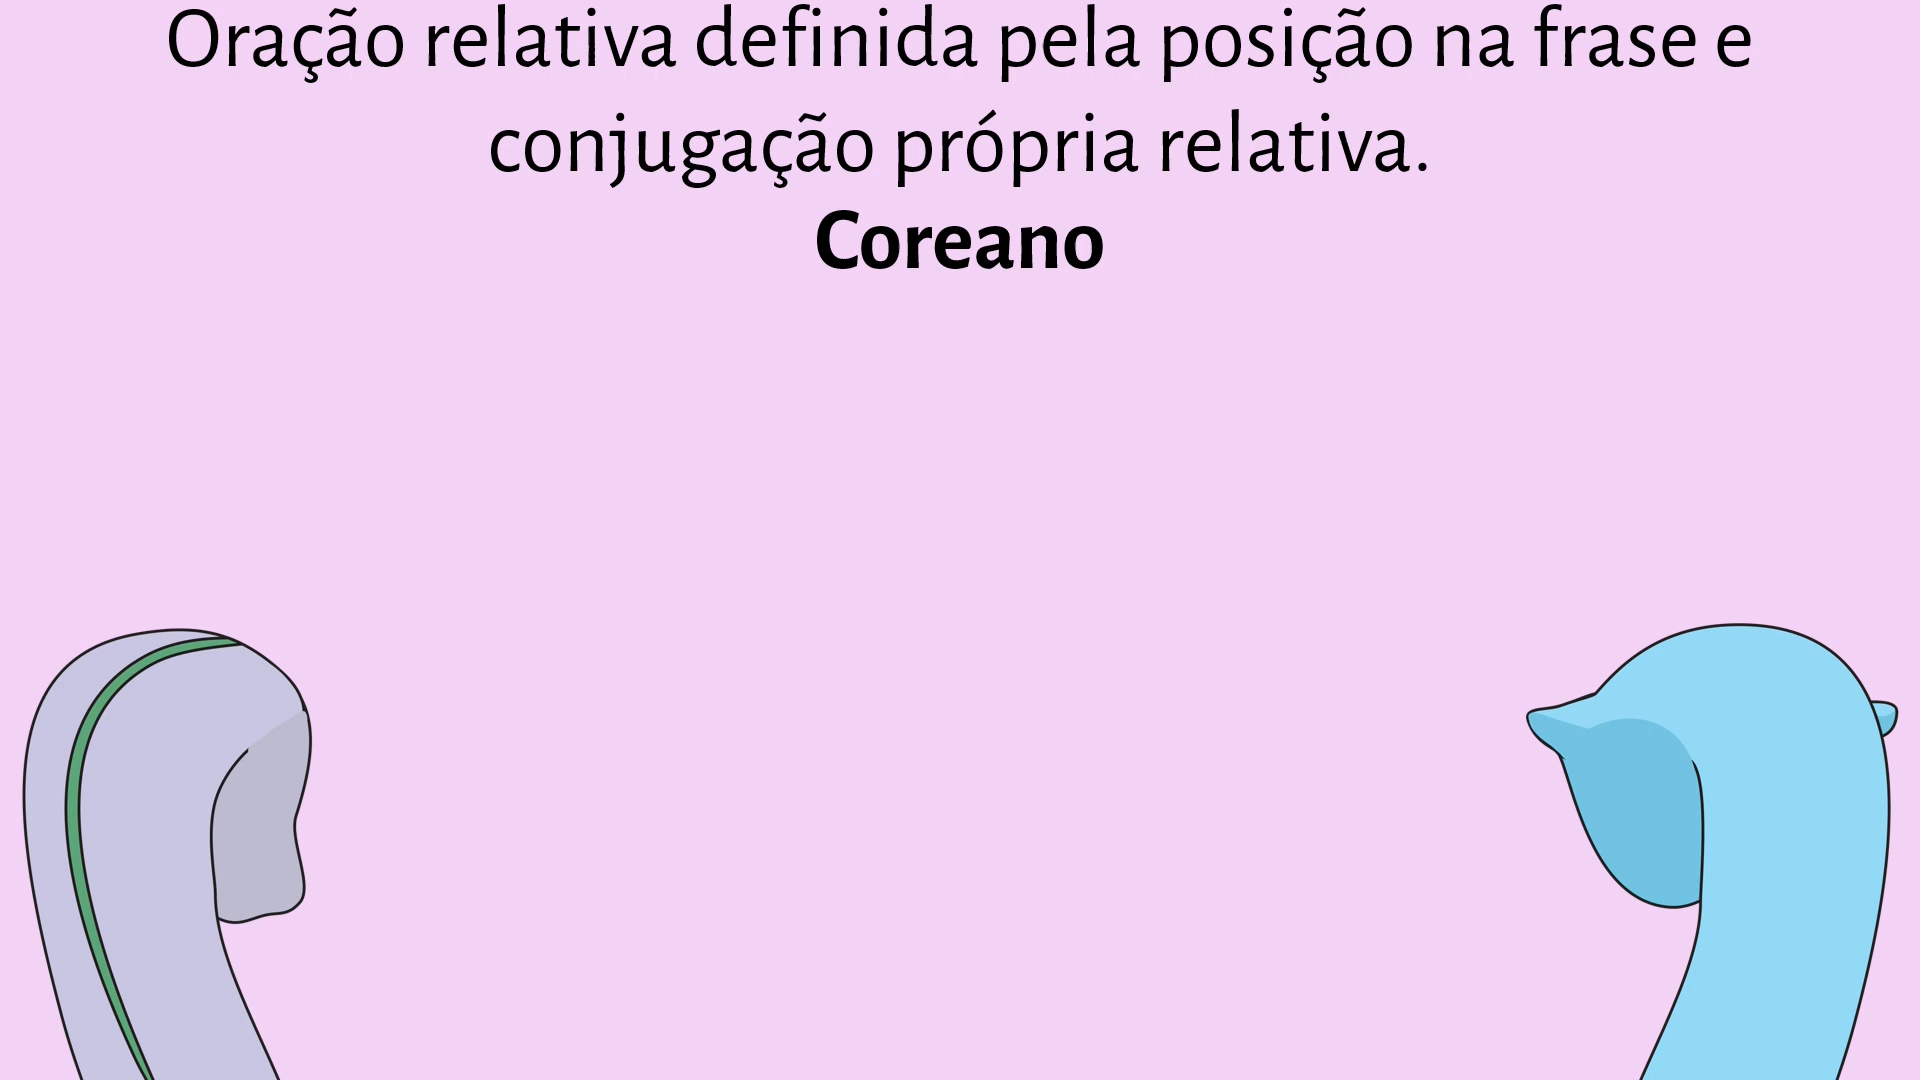 Oração relativa definida pela posição na frase e
conjugação própria relativa.
Coreano